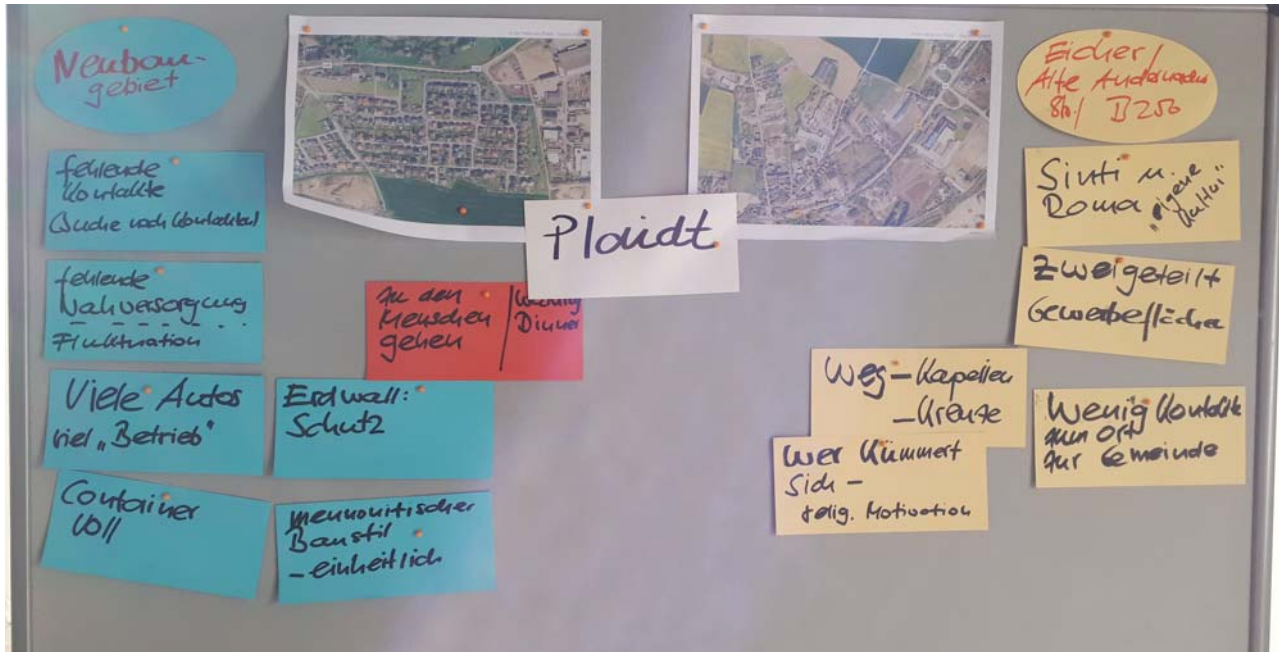 Neubau-
gebiet
fehlende
Kontakte
Suche nach
fehlende
Nahversorgung
Fluktuation
Viele Autos
viel „Betrieb"
Container
voll
Erdwall:
Schutz
mennonitischer
Baustil
– einheitlich
zu den
Menschen
gehen
Dinner
Plaidt
Eicher/
Alte Andernacher
Str./ B256
Sinti u.
Roma „eigene
Kultur"
Zweigeteilt
Gewerbeflächen
Weg – Kapellen
– Kreuze
Wer kümmert
sich –
relig. Motivation
Wenig Kontakte
zum Ort
zur Gemeinde